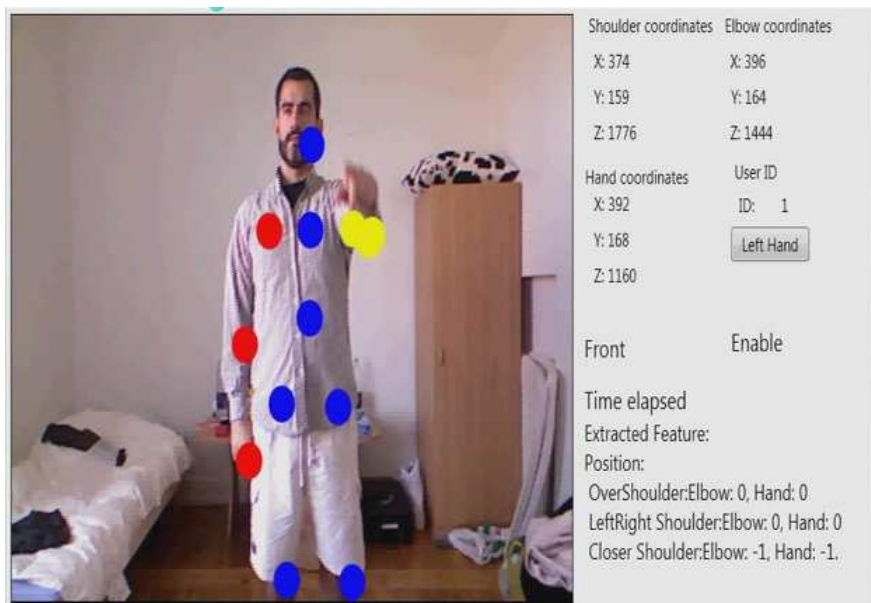 Shoulder coordinates Elbow coordinates
X: 374 X: 396
Y: 159 Y: 164
Z: 1776 Z: 1444
Hand coordinates User ID
X: 392 ID: 1
Y: 168 Left Hand
Z: 1160
Front Enable
Time elapsed
Extracted Feature:
Position:
OverShoulder:Elbow: 0, Hand: 0
LeftRight Shoulder:Elbow: 0, Hand: 0
Closer Shoulder:Elbow: -1, Hand: -1.